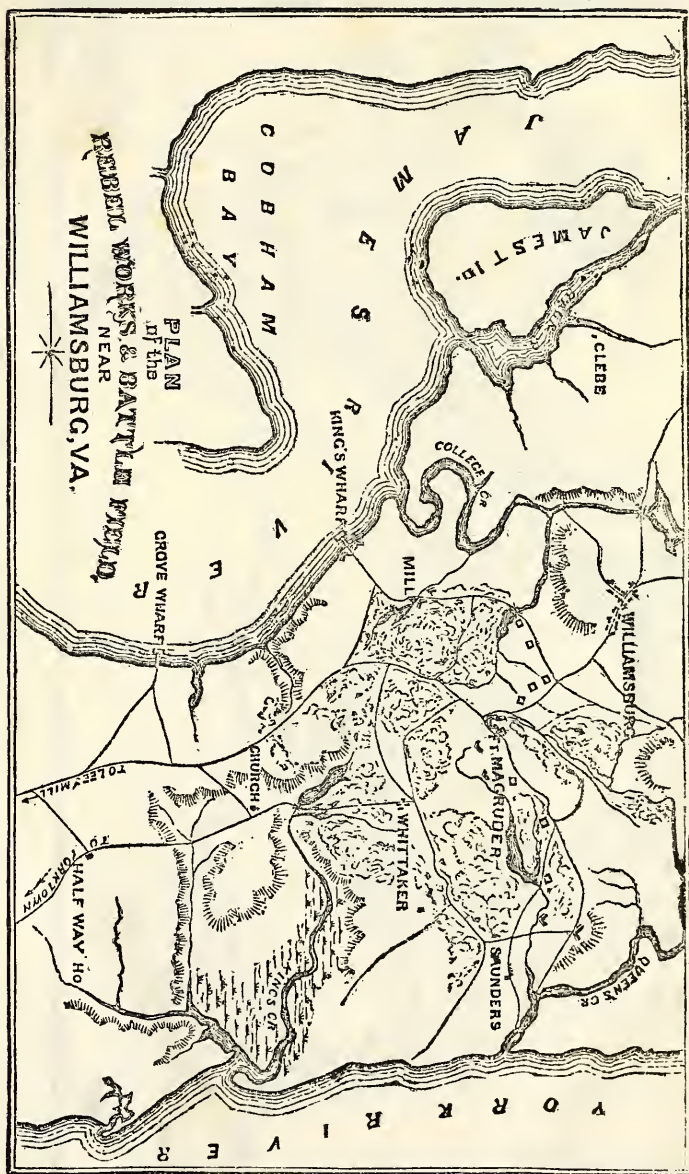 PLAN
of the
REBEL WORKS & BATTLE FIELD,
NEAR
WILLIAMSBURG, VA.
JAMES RIVER
COBHAM
BAY
JAMEST ID.
GLEBE
COLLEGE CR
KING'S WHARF
MILL
GROVE WHARF
WILLIAMSBURG
FT. MAGRUDER
WHITTAKER
SAUNDERS
QUEEN'S CR.
CHURCH
KING'S CR
TO LEE'S MILL
TO YORKTOWN
HALF WAY HO
YORK RIVER